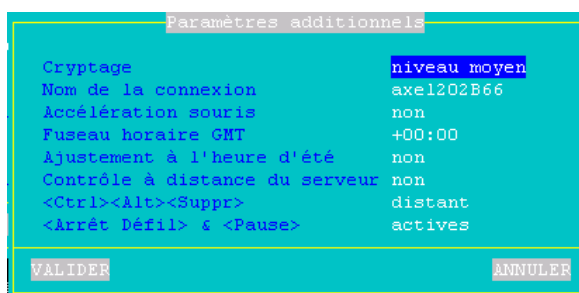 Paramètres additionnels
Cryptage niveau moyen
Nom de la connexion axel202B66
Accélération souris non
Fuseau horaire GMT +00:00
Ajustement à l'heure d'été non
Contrôle à distance du serveur non
<Ctrl><Alt><Suppr> distant
<Arrêt Défil> & <Pause> actives
VALIDER ANNULER